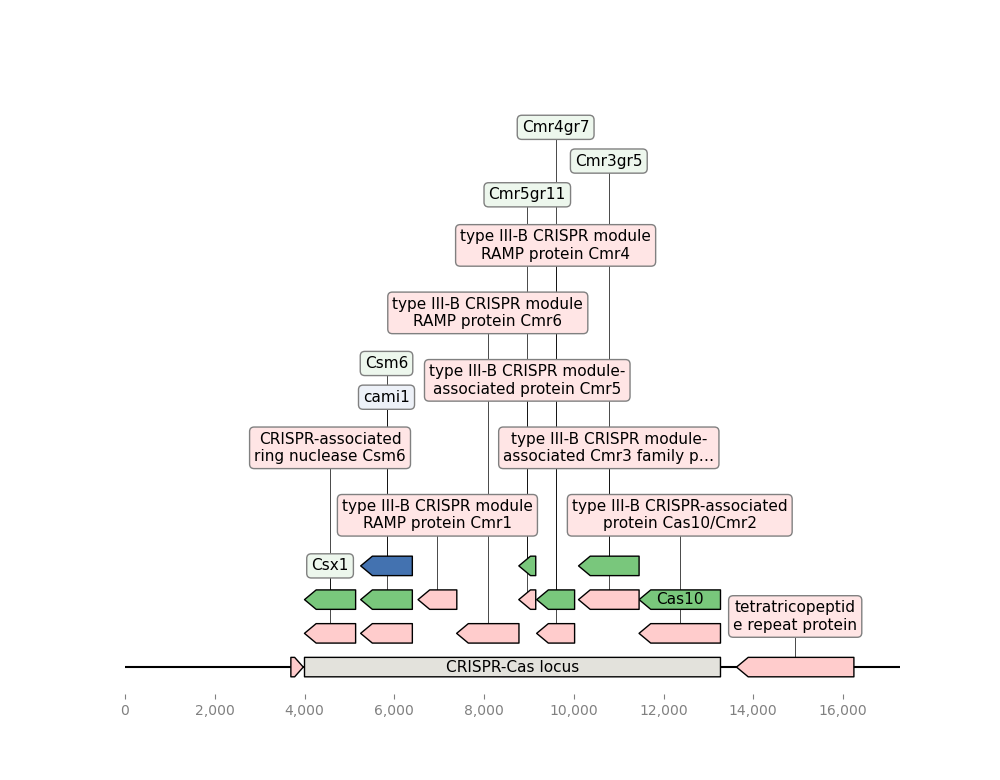 Cmr4gr7
Cmr3gr5
Cmr5gr11
type III-B CRISPR module
RAMP protein Cmr4
type III-B CRISPR module
RAMP protein Cmr6
Csm6
type III-B CRISPR module-
associated protein Cmr5
cami1
CRISPR-associated
ring nuclease Csm6
type III-B CRISPR module-
associated Cmr3 family p…
type III-B CRISPR module
RAMP protein Cmr1
type III-B CRISPR-associated
protein Cas10/Cmr2
Csx1
Cas10
tetratricopeptid
e repeat protein
CRISPR-Cas locus
0 2,000 4,000 6,000 8,000 10,000 12,000 14,000 16,000